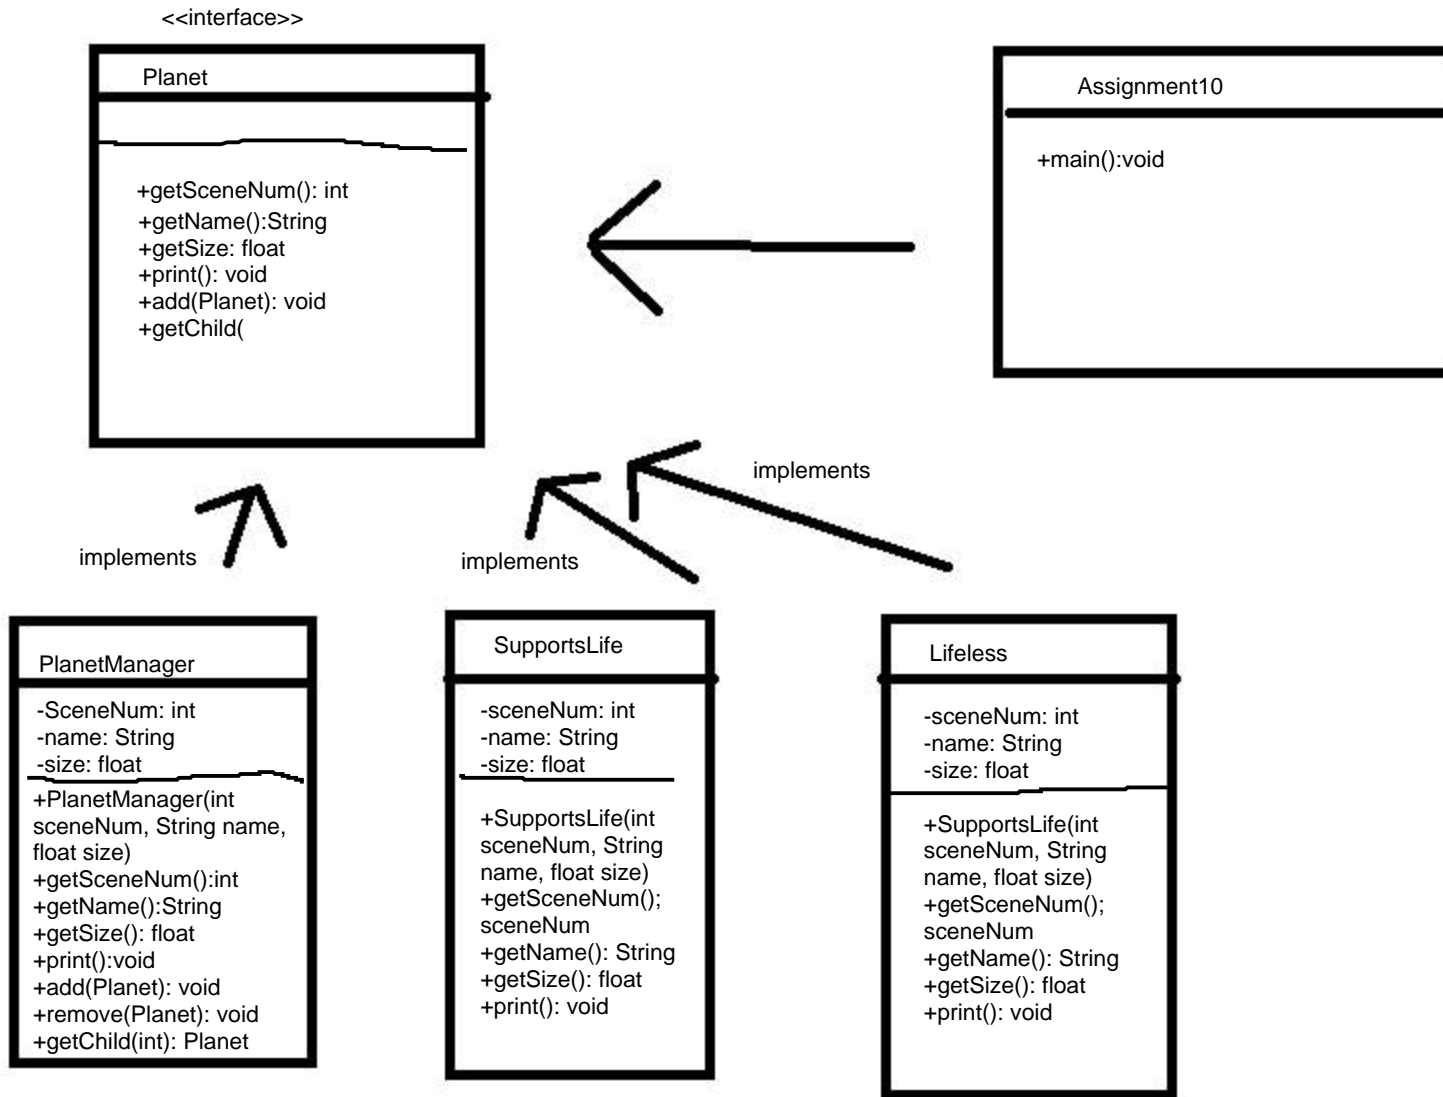 <<interface>>
Planet
+getSceneNum(): int
+getName():String
+getSize: float
+print(): void
+add(Planet): void
+getChild(
Assignment10
+main():void
implements
implements
implements
PlanetManager
-SceneNum: int
-name: String
-size: float
+PlanetManager(int
sceneNum, String name,
float size)
+getSceneNum():int
+getName():String
+getSize(): float
+print():void
+add(Planet): void
+remove(Planet): void
+getChild(int): Planet
SupportsLife
-sceneNum: int
-name: String
-size: float
+SupportsLife(int
sceneNum, String
name, float size)
+getSceneNum();
sceneNum
+getName(): String
+getSize(): float
+print(): void
Lifeless
-sceneNum: int
-name: String
-size: float
+SupportsLife(int
sceneNum, String
name, float size)
+getSceneNum();
sceneNum
+getName(): String
+getSize(): float
+print(): void